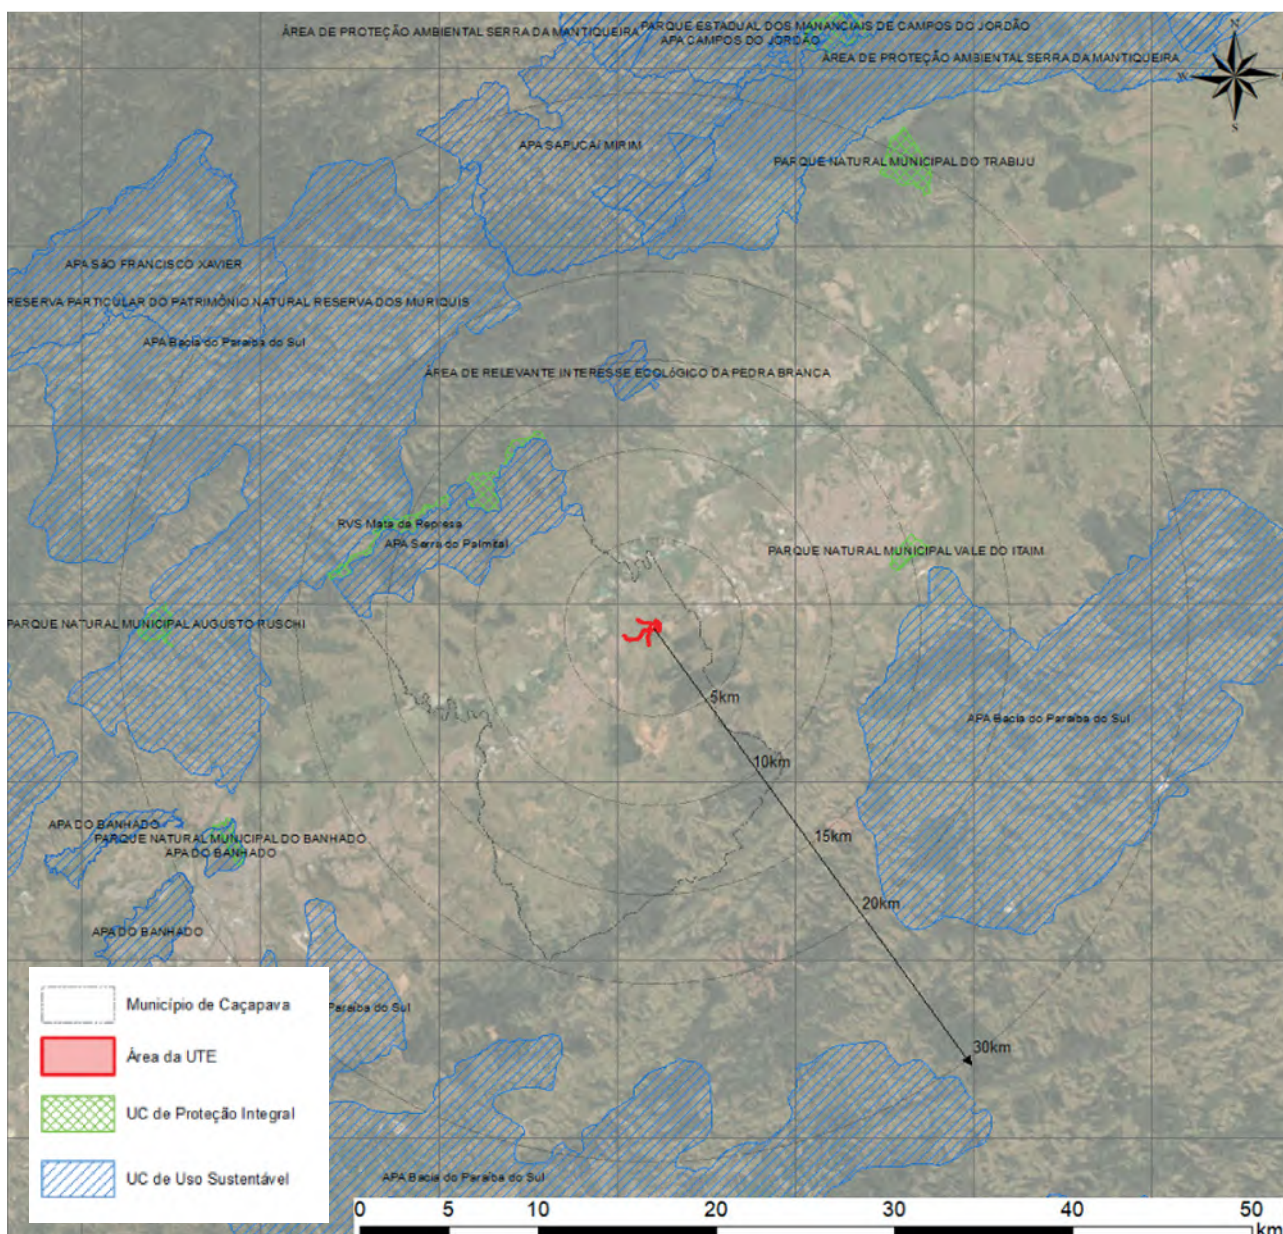 ÁREA DE PROTEÇÃO AMBIENTAL SERRA DA MANTIQUEIRA
PARQUE ESTADUAL DOS MANANCIAIS DE CAMPOS DO JORDÃO
APA CAMPOS DO JORDÃO
ÁREA DE PROTEÇÃO AMBIENTAL SERRA DA MANTIQUEIRA
N
W
S
APA SAPUCAÍ MIRIM
PARQUE NATURAL MUNICIPAL DO TRABIJU
APA SãO FRANCISCO XAVIER
RESERVA PARTICULAR DO PATRIMÔNIO NATURAL RESERVA DOS MURIQUIS
APA Bacia do Paraíba do Sul
ÁREA DE RELEVANTE INTERESSE ECOLóGICO DA PEDRA BRANCA
RVS Mata da Represa
APA Serra do Palmital
PARQUE NATURAL MUNICIPAL VALE DO ITAIM
PARQUE NATURAL MUNICIPAL AUGUSTO RUSCHI
5km
APA Bacia do Paraíba do Sul
10km
APA DO BANHADO
PARQUE NATURAL MUNICIPAL DO BANHADO
APA DO BANHADO
15km
20km
APA DO BANHADO
Paraíba do Sul
30km
APA Bacia do Paraíba do Sul
Município de Caçapava
Área da UTE
UC de Proteção Integral
UC de Uso Sustentável
0 5 10 20 30 40 50
km